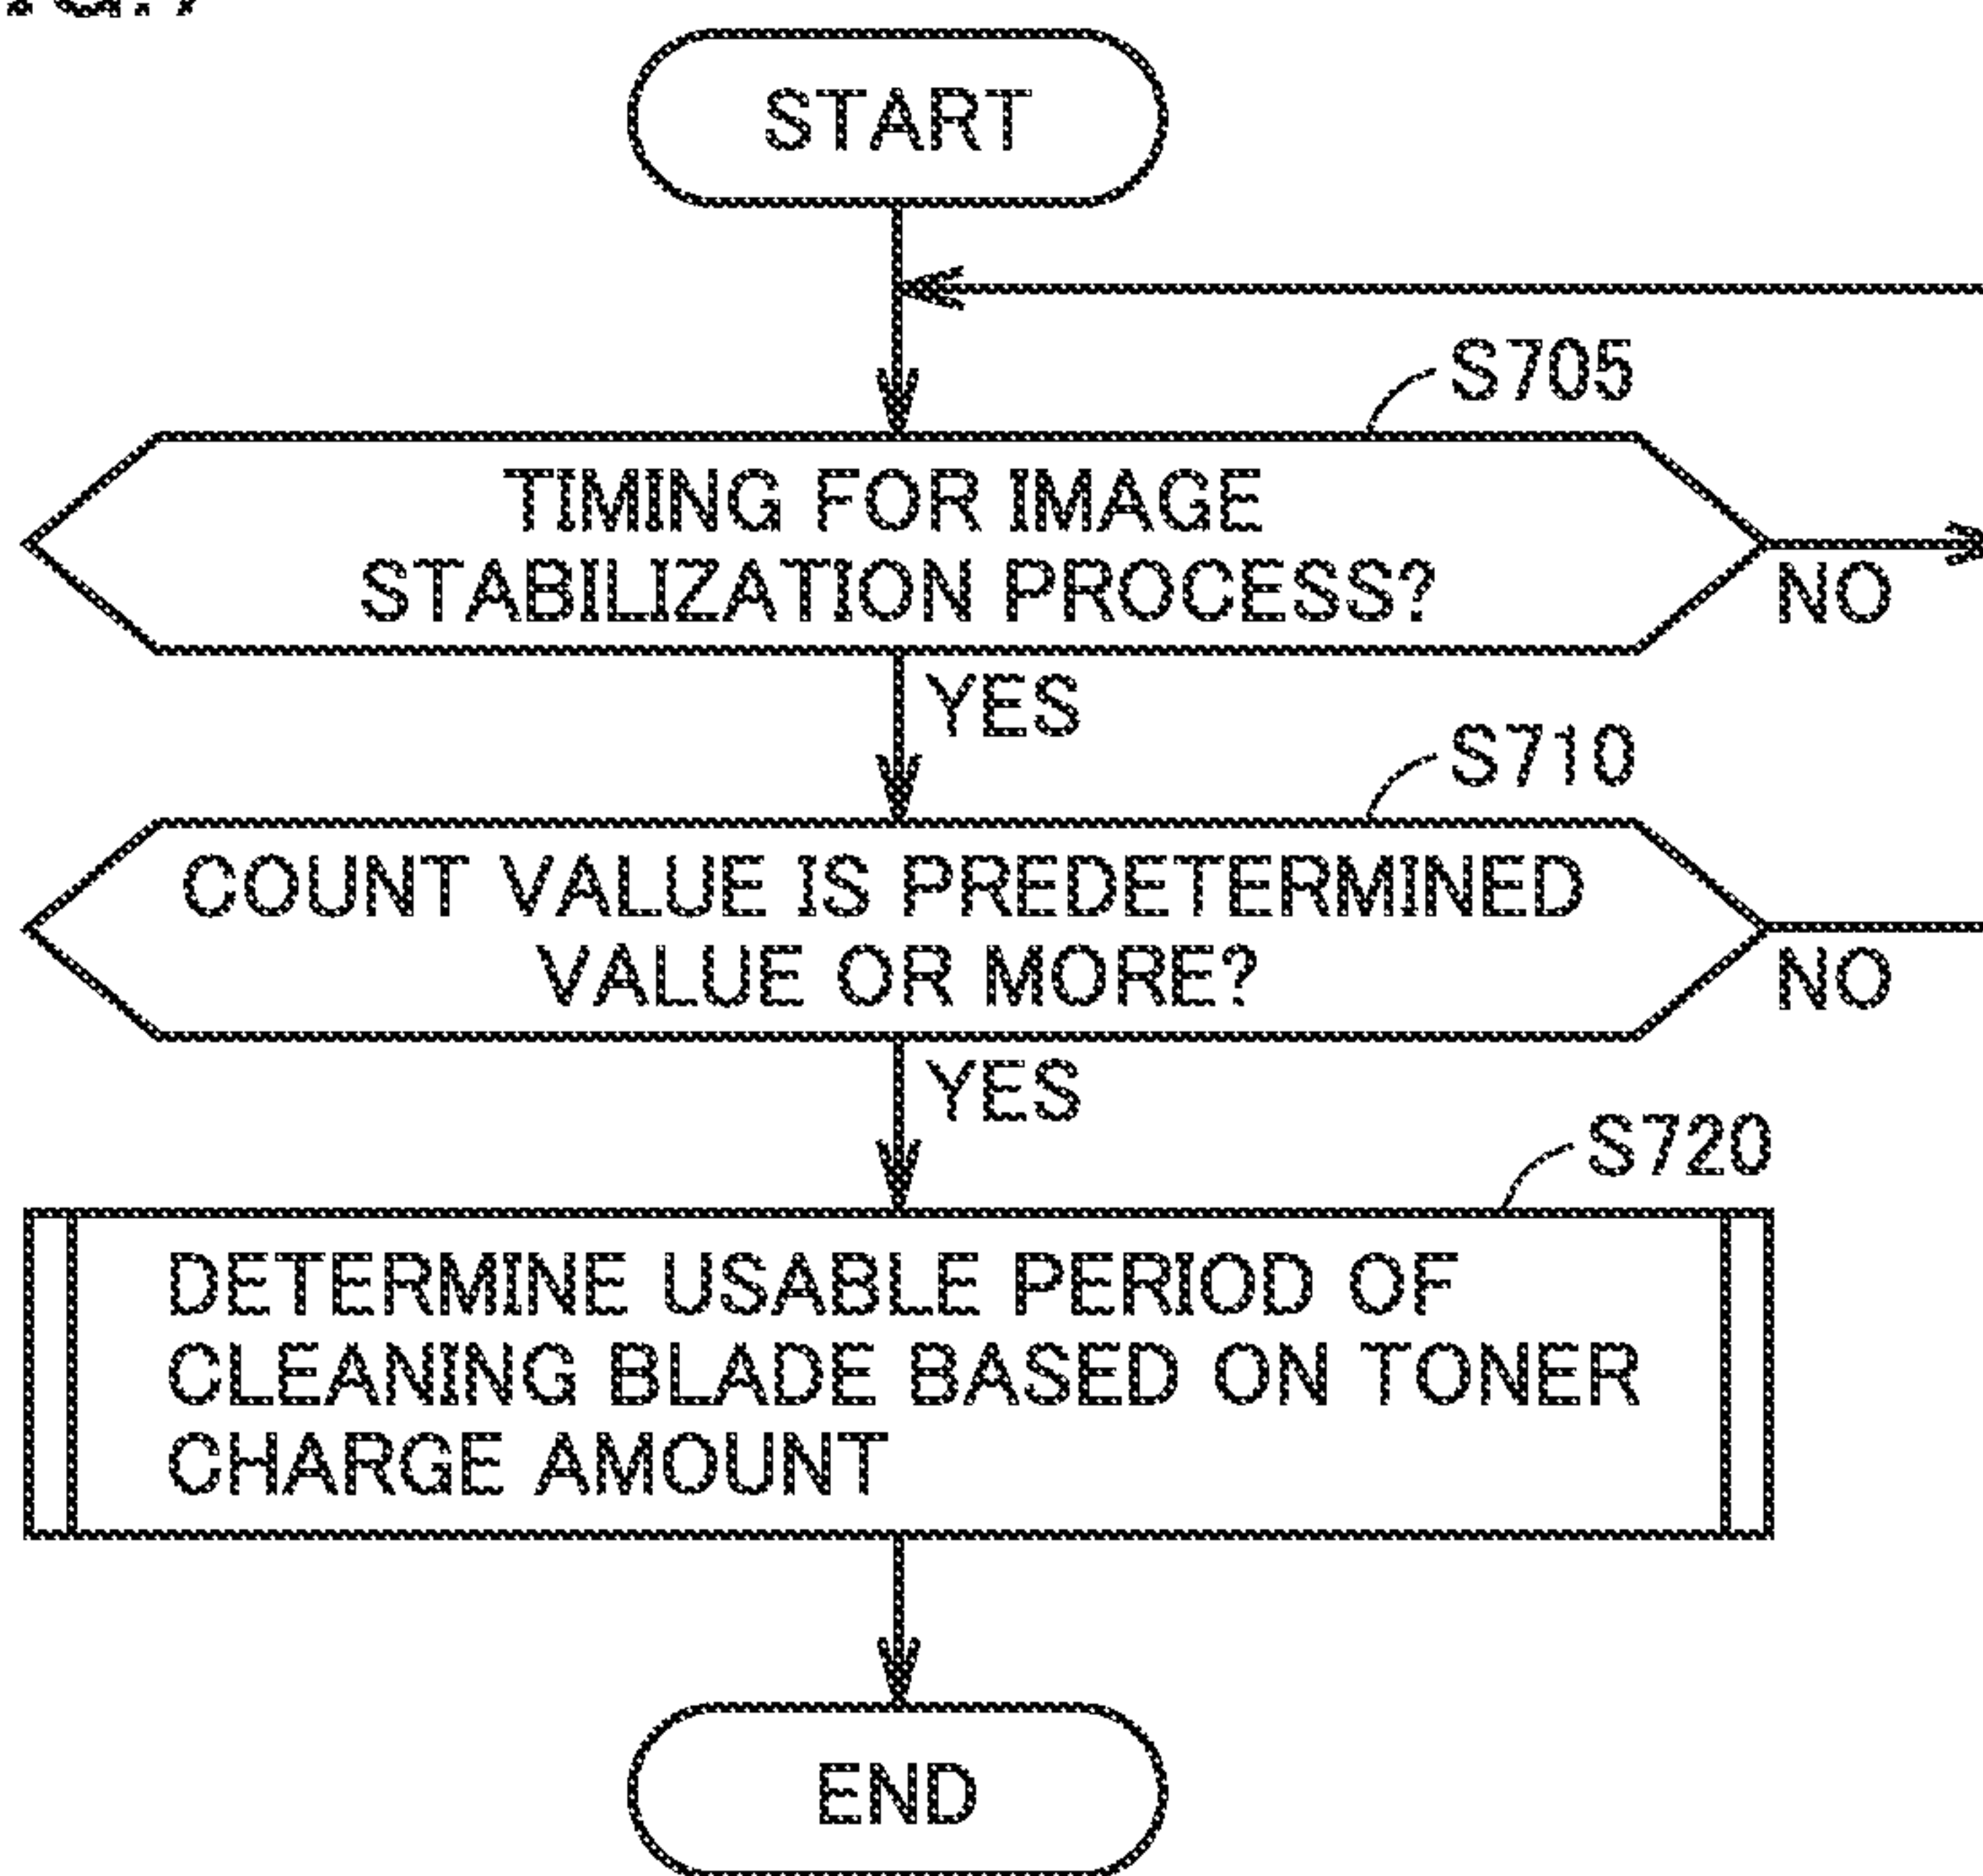 START
S705
TIMING FOR IMAGE
STABILIZATION PROCESS?
NO
YES
S710
COUNT VALUE IS PREDETERMINED
VALUE OR MORE?
NO
YES
S720
DETERMINE USABLE PERIOD OF
CLEANING BLADE BASED ON TONER
CHARGE AMOUNT
END